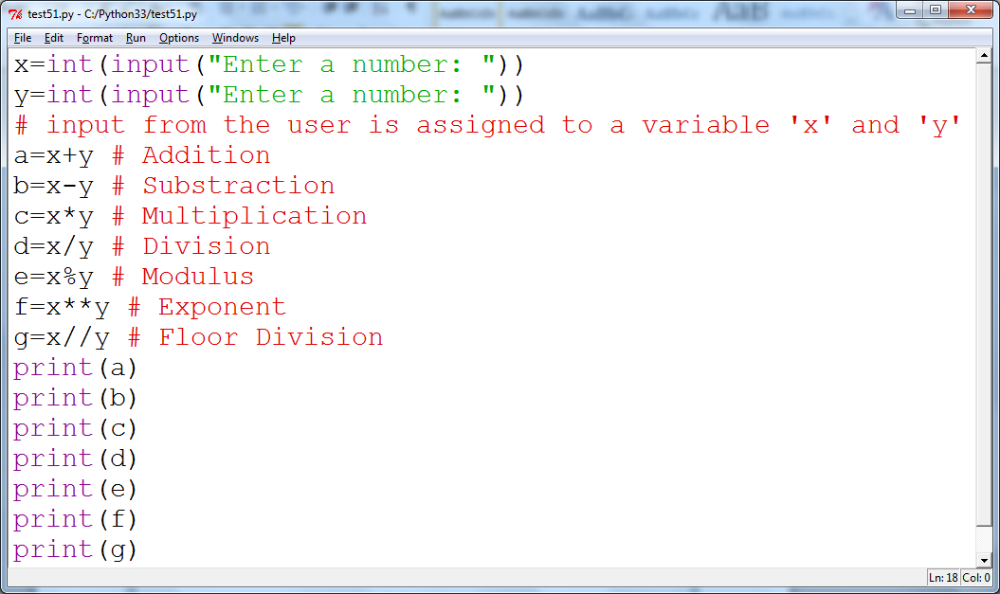 test51.py - C:/Python33/test51.py
File Edit Format Run Options Windows Help
x=int(input("Enter a number: "))
y=int(input("Enter a number: "))
# input from the user is assigned to a variable 'x' and 'y'
a=x+y # Addition
b=x-y # Substraction
c=x*y # Multiplication
d=x/y # Division
e=x%y # Modulus
f=x**y # Exponent
g=x//y # Floor Division
print(a)
print(b)
print(c)
print(d)
print(e)
print(f)
print(g)
Ln: 18 Col: 0